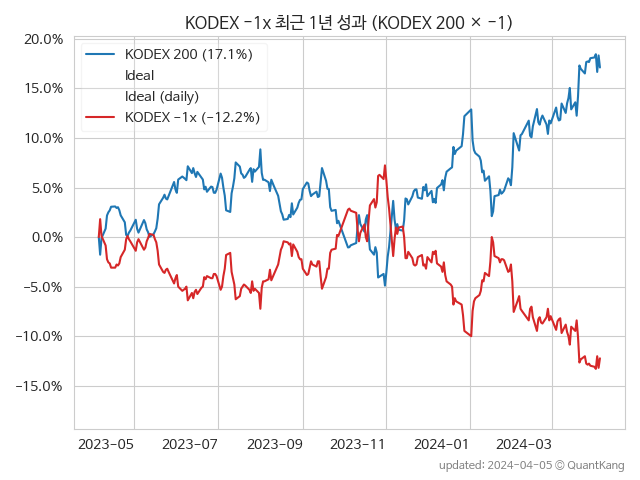 KODEX -1x 최근 1년 성과 (KODEX 200 × -1)
20.0%
15.0%
10.0%
5.0%
0.0%
-5.0%
-10.0%
-15.0%
KODEX 200 (17.1%)
Ideal
Ideal (daily)
KODEX -1x (-12.2%)
2023-05 2023-07 2023-09 2023-11 2024-01 2024-03
updated: 2024-04-05 © QuantKang